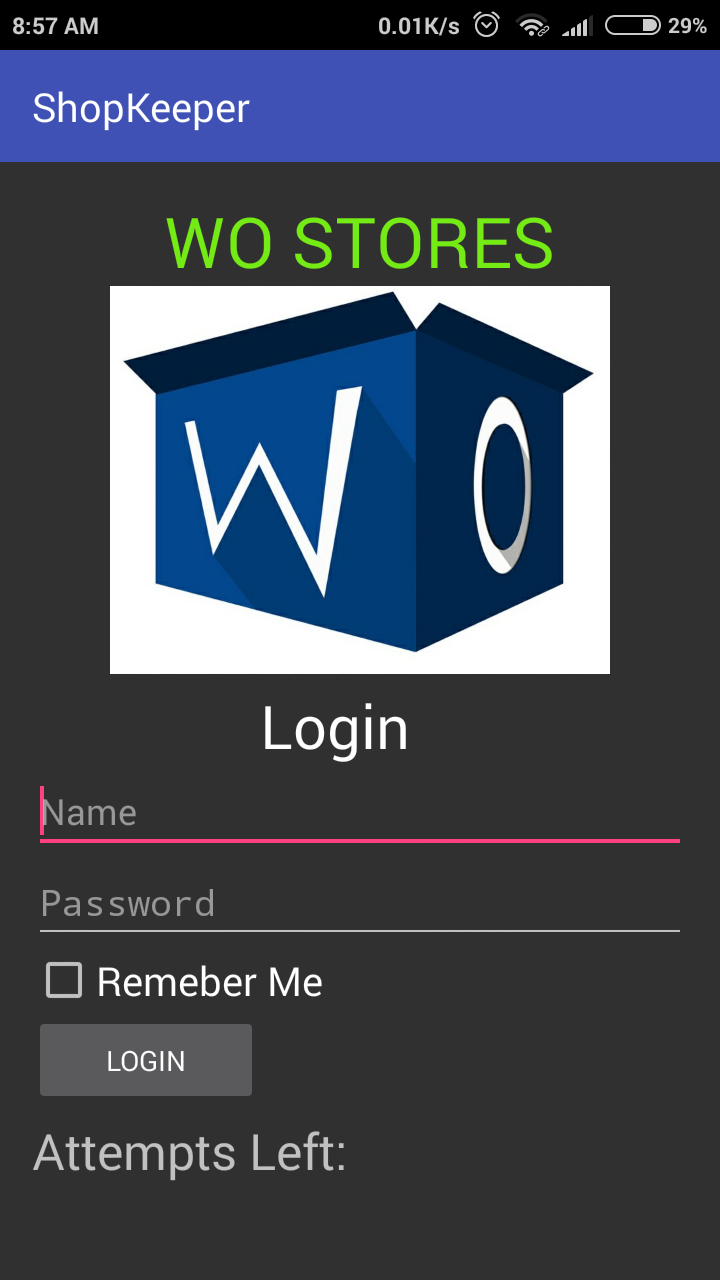 8:57 AM 0.01K/s 29%
ShopKeeper
WO STORES
W O
Login
Name
Password
Remeber Me
LOGIN
Attempts Left: